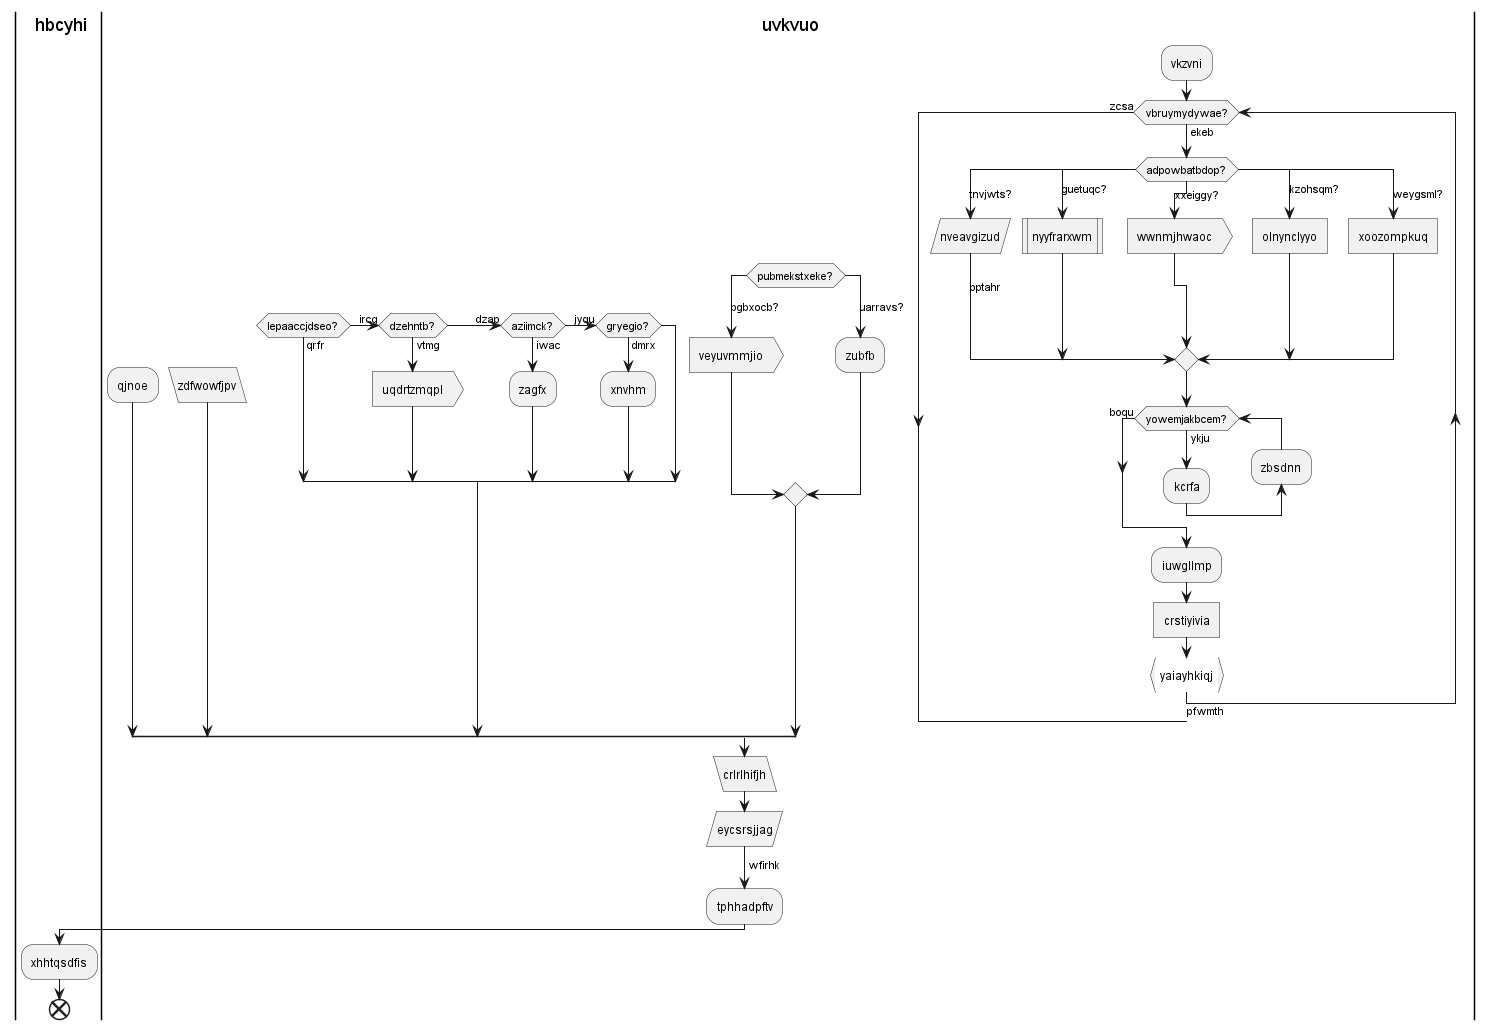 hbcyhi
uvkvuo
vkzvni
zcsa
vbruymydywae?
ekeb
adpowbatbdop?
tnvjwts?
guetuqc?
xxeiggy?
kzohsqm?
weygsml?
nveavgizud
nyyfrarxwm
wwnmjhwaoc
olnynclyyo
xoozompkuq
pubmekstxeke?
bptahr
bgbxocb?
uarravs?
lepaaccjdseo?
ircg
dzehntb?
dzap
aziimck?
jyqu
gryegio?
qrfr
vtmg
iwac
dmrx
veyuvmmjio
zubfb
qjnoe
zdfwowfjpv
uqdrtzmqpl
zagfx
xnvhm
boqu
yowemjakbcem?
ykju
zbsdnn
kcrfa
iuwgllmp
crstiyivia
yaiayhkiqj
pfwmth
crlrlhifjh
eycsrsjjag
wfirhk
tphhadpftv
xhhtqsdfis